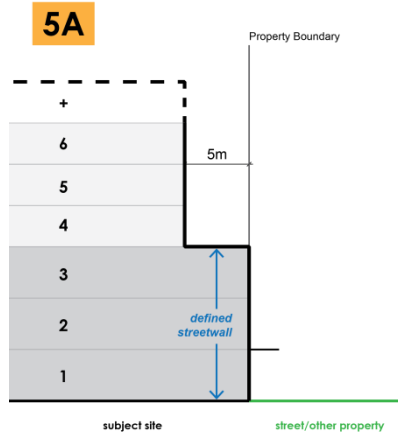 5A
Property Boundary
+
6
5m
5
4
3
defined
streetwall
2
1
subject site
street/other property